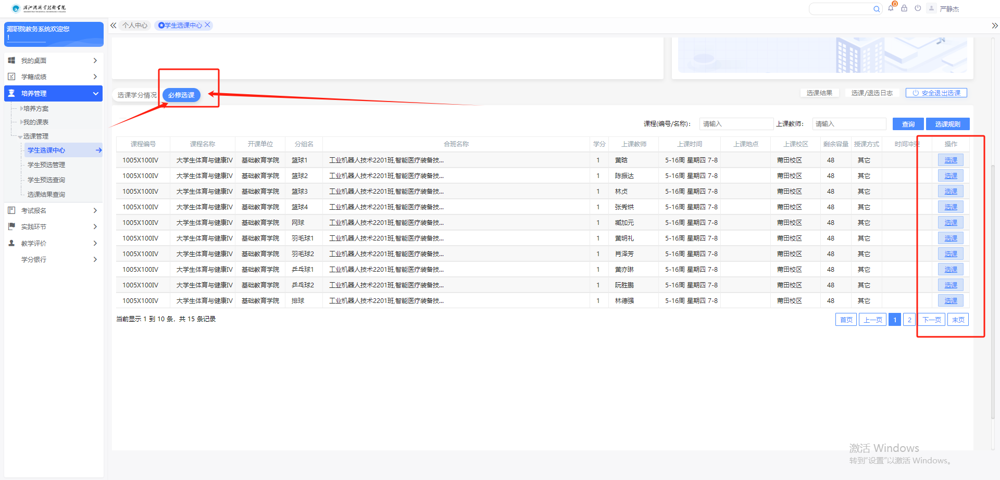 湄洲湾职业技术学院
0
严静杰
湄职院教务系统欢迎您
!
个人中心
学生选课中心
我的桌面
学籍成绩
培养管理
培养方案
我的课表
选课管理
学生选课中心
学生预选管理
学生预选查询
选课结果查询
考试报名
实践环节
教学评价
学分银行
选课学分情况 必修选课
选课结果 选课/退选日志 安全退出选课
课程(编号/名称): 请输入 上课教师: 请输入 查询 选课规则
课程编号 课程名称 开课单位 分组名 合班名称 学分 上课教师 上课时间 上课地点 上课校区 剩余容量 授课方式 时间冲突 操作
1005X100IV 大学生体育与健康IV 基础教育学院 篮球1 工业机器人技术2201班,智能医疗装备技... 1 黄晗 5-16周 星期四 7-8 莆田校区 48 其它 选课
1005X100IV 大学生体育与健康IV 基础教育学院 篮球2 工业机器人技术2201班,智能医疗装备技... 1 陈振达 5-16周 星期四 7-8 莆田校区 48 其它 选课
1005X100IV 大学生体育与健康IV 基础教育学院 篮球3 工业机器人技术2201班,智能医疗装备技... 1 林贞 5-16周 星期四 7-8 莆田校区 48 其它 选课
1005X100IV 大学生体育与健康IV 基础教育学院 篮球4 工业机器人技术2201班,智能医疗装备技... 1 张秀烘 5-16周 星期四 7-8 莆田校区 48 其它 选课
1005X100IV 大学生体育与健康IV 基础教育学院 网球 工业机器人技术2201班,智能医疗装备技... 1 臧加元 5-16周 星期四 7-8 莆田校区 48 其它 选课
1005X100IV 大学生体育与健康IV 基础教育学院 羽毛球1 工业机器人技术2201班,智能医疗装备技... 1 黄明礼 5-16周 星期四 7-8 莆田校区 48 其它 选课
1005X100IV 大学生体育与健康IV 基础教育学院 羽毛球2 工业机器人技术2201班,智能医疗装备技... 1 肖泽芳 5-16周 星期四 7-8 莆田校区 48 其它 选课
1005X100IV 大学生体育与健康IV 基础教育学院 乒乓球1 工业机器人技术2201班,智能医疗装备技... 1 黄亦琳 5-16周 星期四 7-8 莆田校区 48 其它 选课
1005X100IV 大学生体育与健康IV 基础教育学院 乒乓球2 工业机器人技术2201班,智能医疗装备技... 1 阮胜鹏 5-16周 星期四 7-8 莆田校区 48 其它 选课
1005X100IV 大学生体育与健康IV 基础教育学院 排球 工业机器人技术2201班,智能医疗装备技... 1 林德强 5-16周 星期四 7-8 莆田校区 48 其它 选课
当前显示 1 到 10 条，共 15 条记录
首页 上一页 1 2 下一页 末页
激活 Windows
转到"设置"以激活 Windows。